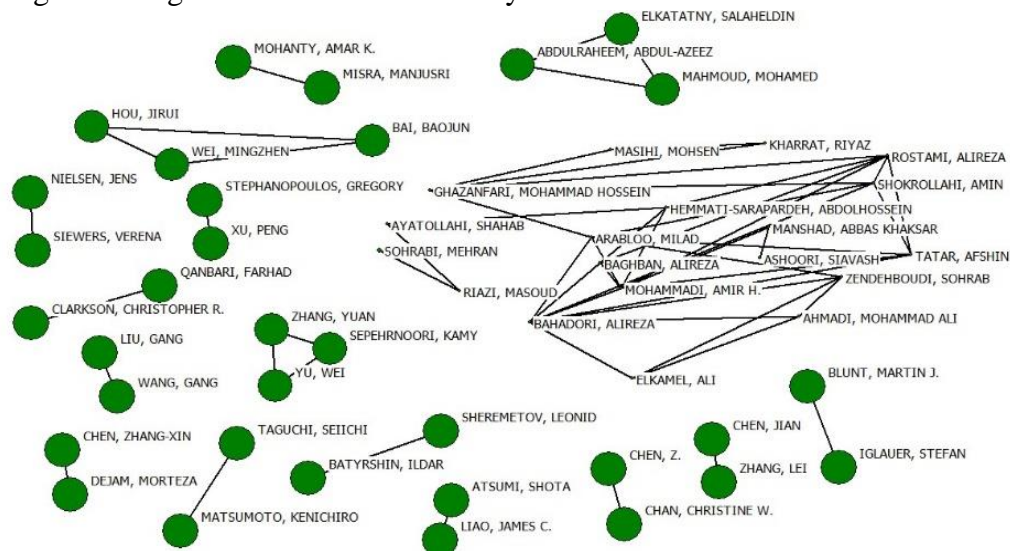 ELKATATNY, SALAHELDIN
MOHANTY, AMAR K.
ABDULRAHEEM, ABDUL-AZEEZ
MISRA, MANJUSRI
MAHMOUD, MOHAMED
HOU, JIRUI
BAI, BAOJUN
WEI, MINGZHEN
MASIHI, MOHSEN
KHARRAT, RIYAZ
ROSTAMI, ALIREZA
NIELSEN, JENS
STEPHANOPOULOS, GREGORY
GHAZANFARI, MOHAMMAD HOSSEIN
SHOKROLLAHI, AMIN
HEMMATI-SARAPARDEH, ABDOLHOSSEIN
AYATOLLAHI, SHAHAB
MANSHAD, ABBAS KHAKSAR
SIEWERS, VERENA
XU, PENG
ARABLOO, MILAD
SOHRABI, MEHRAN
ASHOORI, SIAVASH
TATAR, AFSHIN
BAGHBAN, ALIREZA
QANBARI, FARHAD
ZENDEHBOUDI, SOHRAB
RIAZI, MASOUD
MOHAMMADI, AMIR H.
CLARKSON, CHRISTOPHER R.
ZHANG, YUAN
BAHADORI, ALIREZA
AHMADI, MOHAMMAD ALI
SEPEHRNOORI, KAMY
LIU, GANG
YU, WEI
WANG, GANG
ELKAMEL, ALI
BLUNT, MARTIN J.
SHEREMETOV, LEONID
CHEN, ZHANG-XIN
TAGUCHI, SEIICHI
CHEN, JIAN
BATYRSHIN, ILDAR
CHEN, Z.
IGLAUER, STEFAN
ZHANG, LEI
DEJAM, MORTEZA
ATSUMI, SHOTA
CHAN, CHRISTINE W.
MATSUMOTO, KENICHIRO
LIAO, JAMES C.